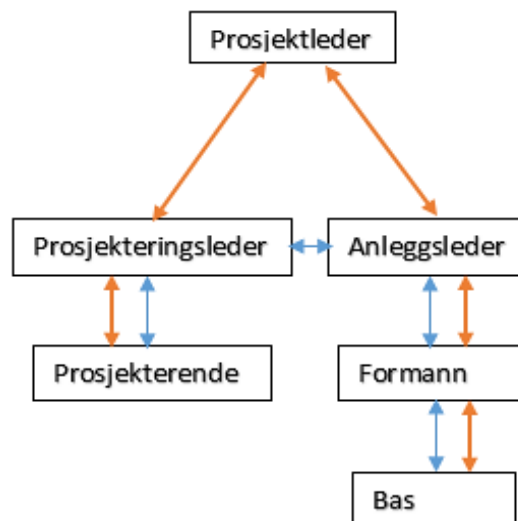 Prosjektleder
Prosjekteringsleder
Anleggsleder
Prosjekterende
Formann
Bas